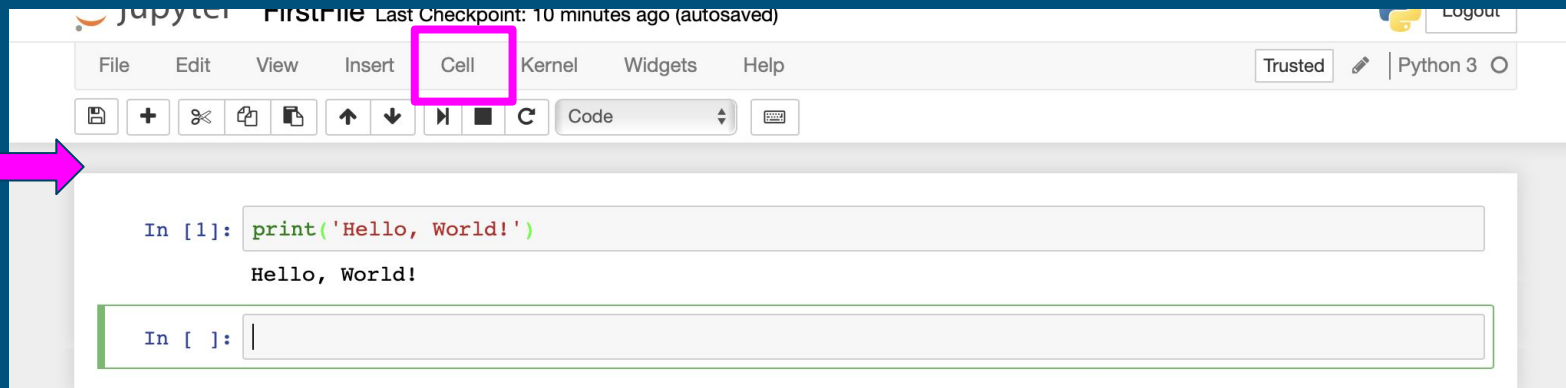 Jupyter FirstFile Last Checkpoint: 10 minutes ago (autosaved) Logout
File Edit View Insert Cell Kernel Widgets Help Trusted Python 3
Code
In [1]: print('Hello, World!')
Hello, World!
In [ ]: